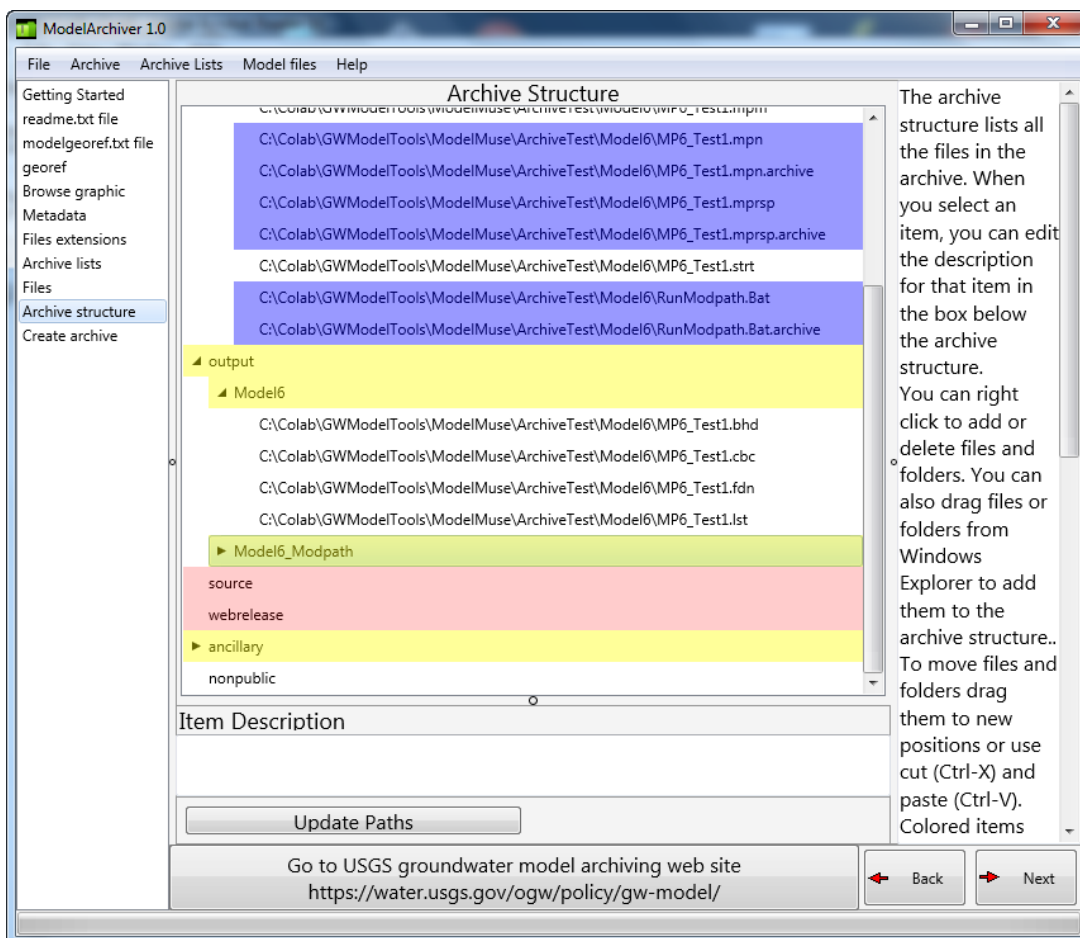 ModelArchiver 1.0
File Archive Archive Lists Model files Help
Getting Started
readme.txt file
modelgeoref.txt file
georef
Browse graphic
Metadata
Files extensions
Archive lists
Files
Archive structure
Create archive
Archive Structure
C:\Colab\GWModelTools\ModelMuse\ArchiveTest\Model6\MP6_Test1.mpm
C:\Colab\GWModelTools\ModelMuse\ArchiveTest\Model6\MP6_Test1.mpn
C:\Colab\GWModelTools\ModelMuse\ArchiveTest\Model6\MP6_Test1.mpn.archive
C:\Colab\GWModelTools\ModelMuse\ArchiveTest\Model6\MP6_Test1.mprsp
C:\Colab\GWModelTools\ModelMuse\ArchiveTest\Model6\MP6_Test1.mprsp.archive
C:\Colab\GWModelTools\ModelMuse\ArchiveTest\Model6\MP6_Test1.strt
C:\Colab\GWModelTools\ModelMuse\ArchiveTest\Model6\RunModpath.Bat
C:\Colab\GWModelTools\ModelMuse\ArchiveTest\Model6\RunModpath.Bat.archive
output
Model6
C:\Colab\GWModelTools\ModelMuse\ArchiveTest\Model6\MP6_Test1.bhd
C:\Colab\GWModelTools\ModelMuse\ArchiveTest\Model6\MP6_Test1.cbc
C:\Colab\GWModelTools\ModelMuse\ArchiveTest\Model6\MP6_Test1.fdn
C:\Colab\GWModelTools\ModelMuse\ArchiveTest\Model6\MP6_Test1.lst
Model6_Modpath
source
webrelease
ancillary
nonpublic
Item Description
Update Paths
Go to USGS groundwater model archiving web site
https://water.usgs.gov/ogw/policy/gw-model/
The archive
structure lists all
the files in the
archive. When
you select an
item, you can edit
the description
for that item in
the box below
the archive
structure.
You can right
click to add or
delete files and
folders. You can
also drag files or
folders from
Windows
Explorer to add
them to the
archive structure..
To move files and
folders drag
them to new
positions or use
cut (Ctrl-X) and
paste (Ctrl-V).
Colored items
Back
Next